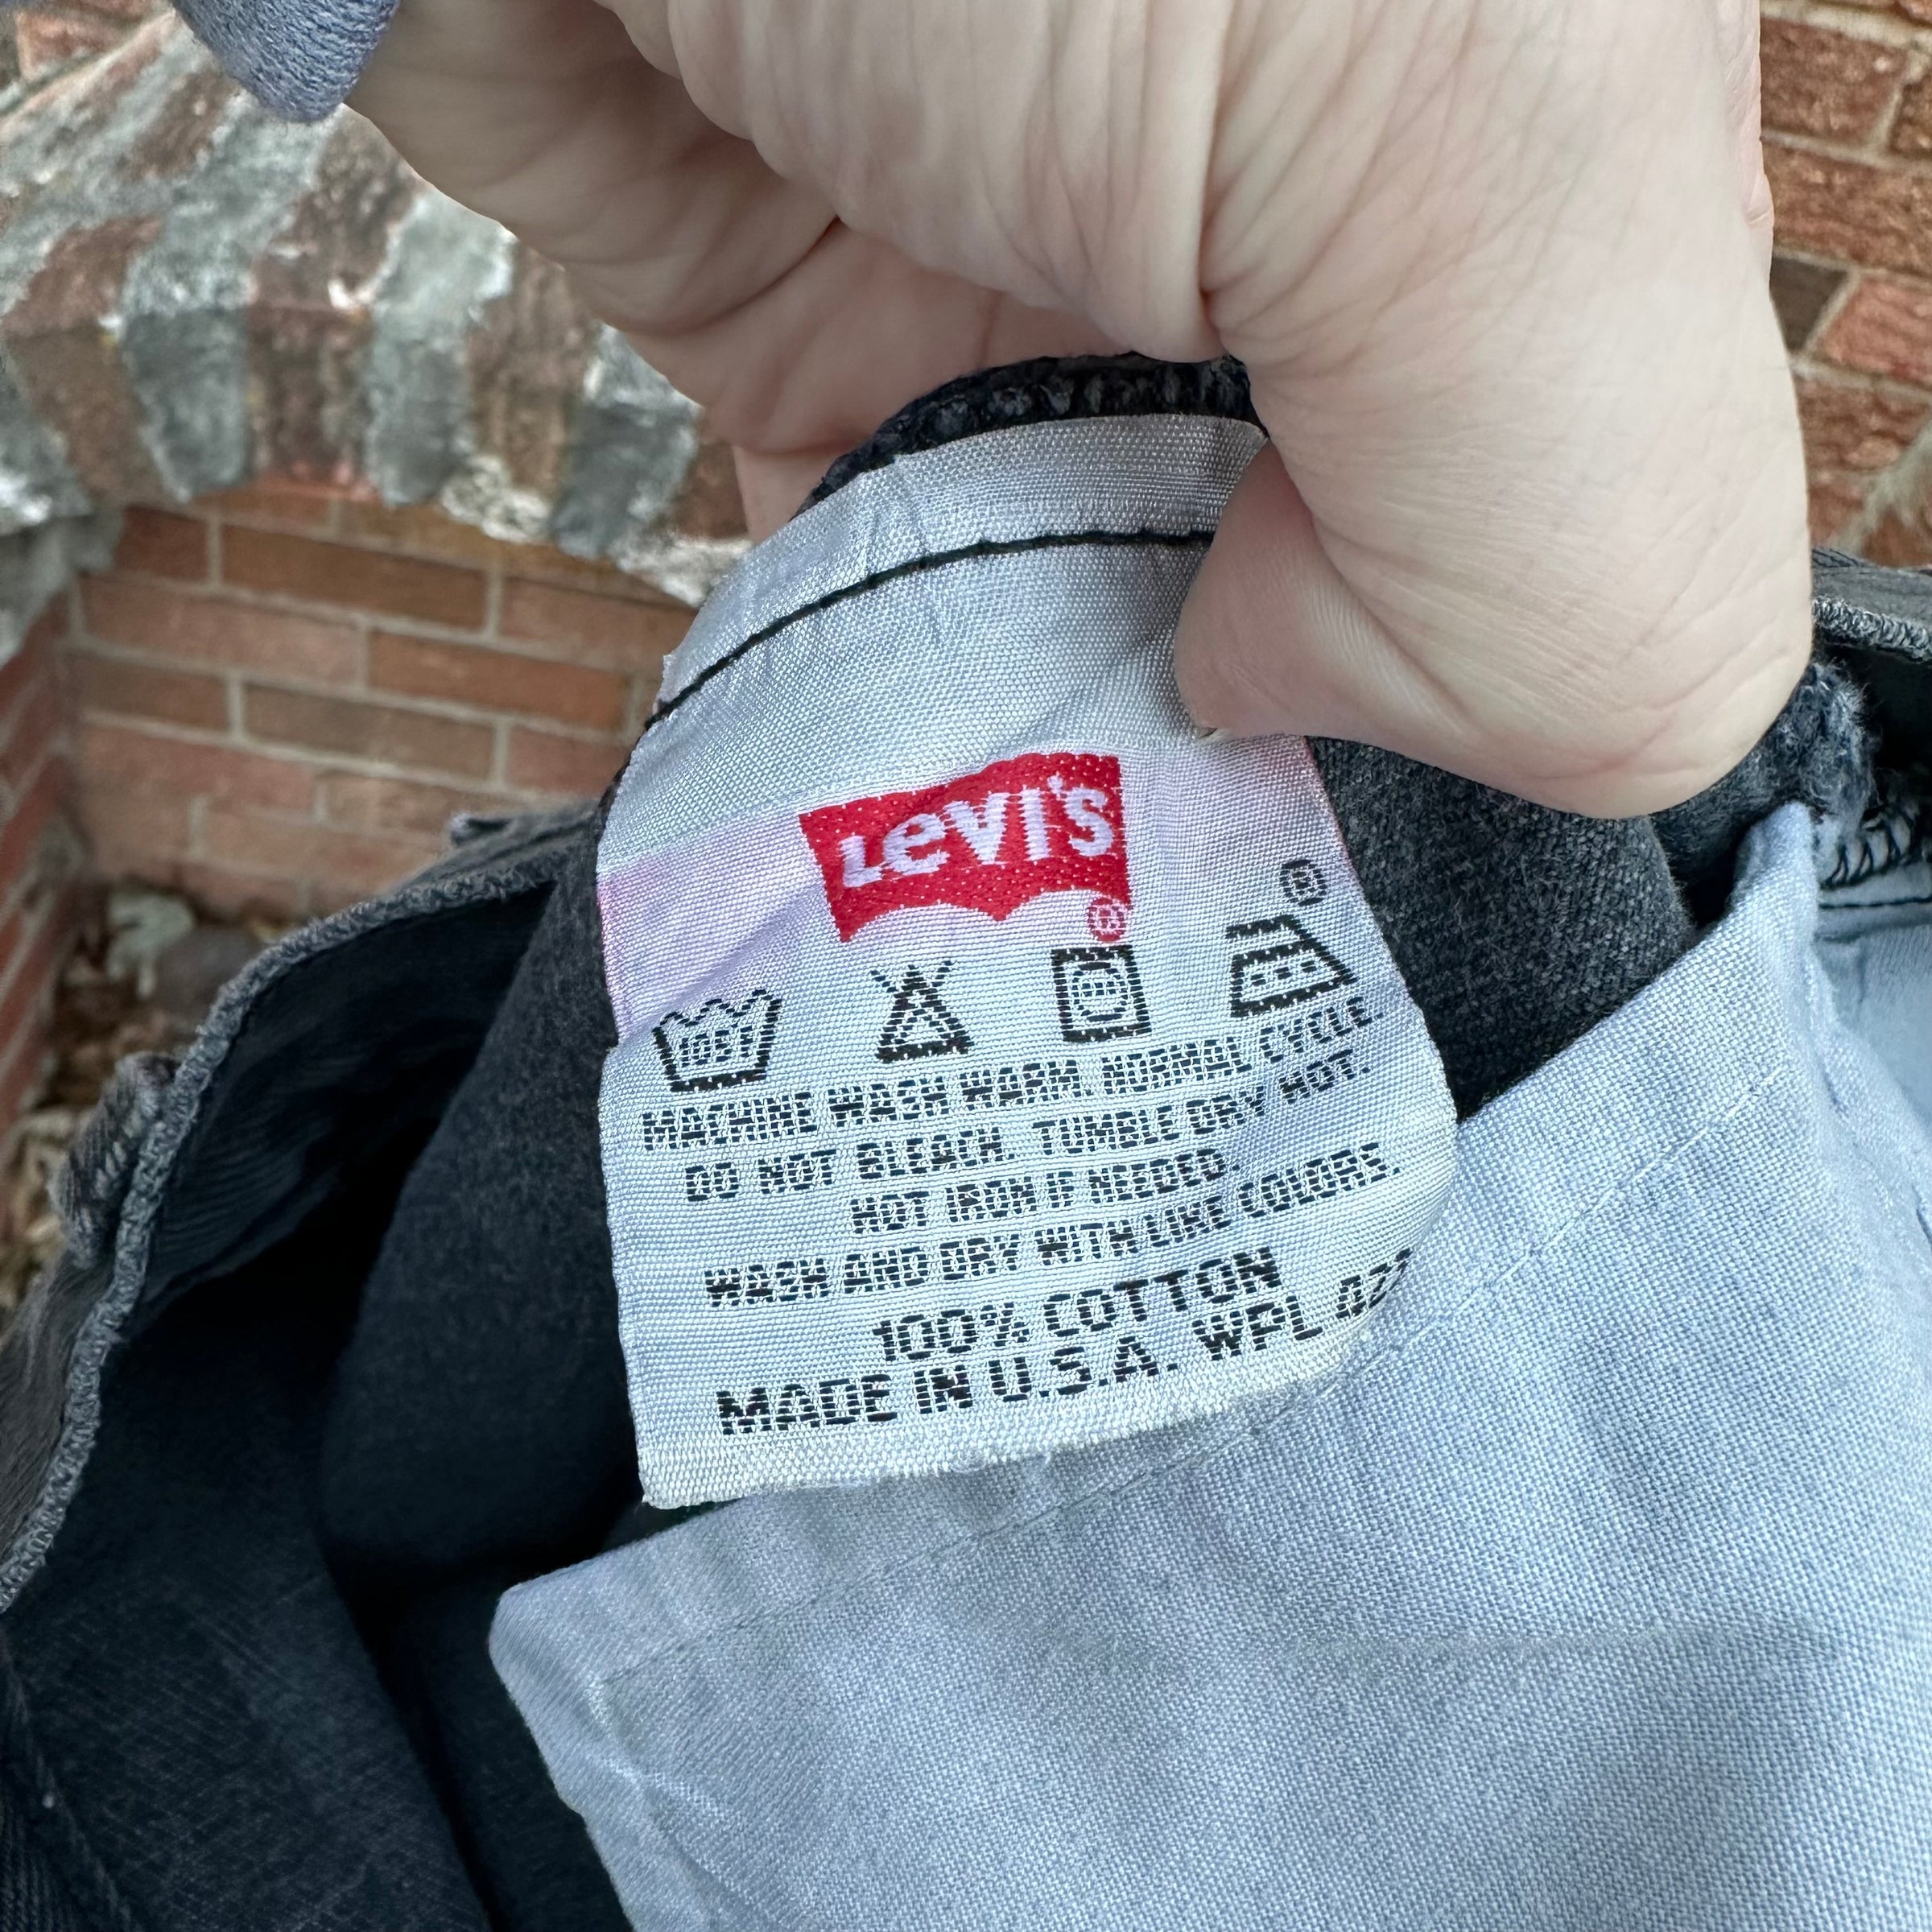 LEVI'S
®
®
105F
MACHINE WASH WARM. NORMAL CYCLE.
DO NOT BLEACH. TUMBLE DRY HOT.
HOT IRON IF NEEDED.
WASH AND DRY WITH LIKE COLORS.
100% COTTON
MADE IN U.S.A. WPL